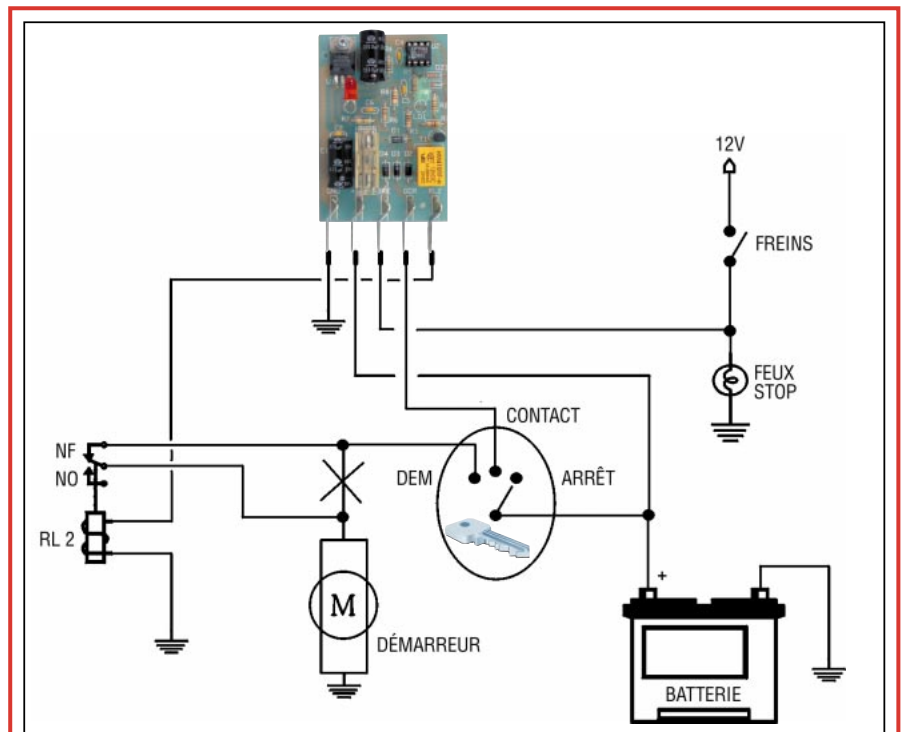 12V
FREINS
FEUX
STOP
CONTACT
NF
DEM
ARRÊT
NO
RL 2
+
M
DÉMARREUR
BATTERIE